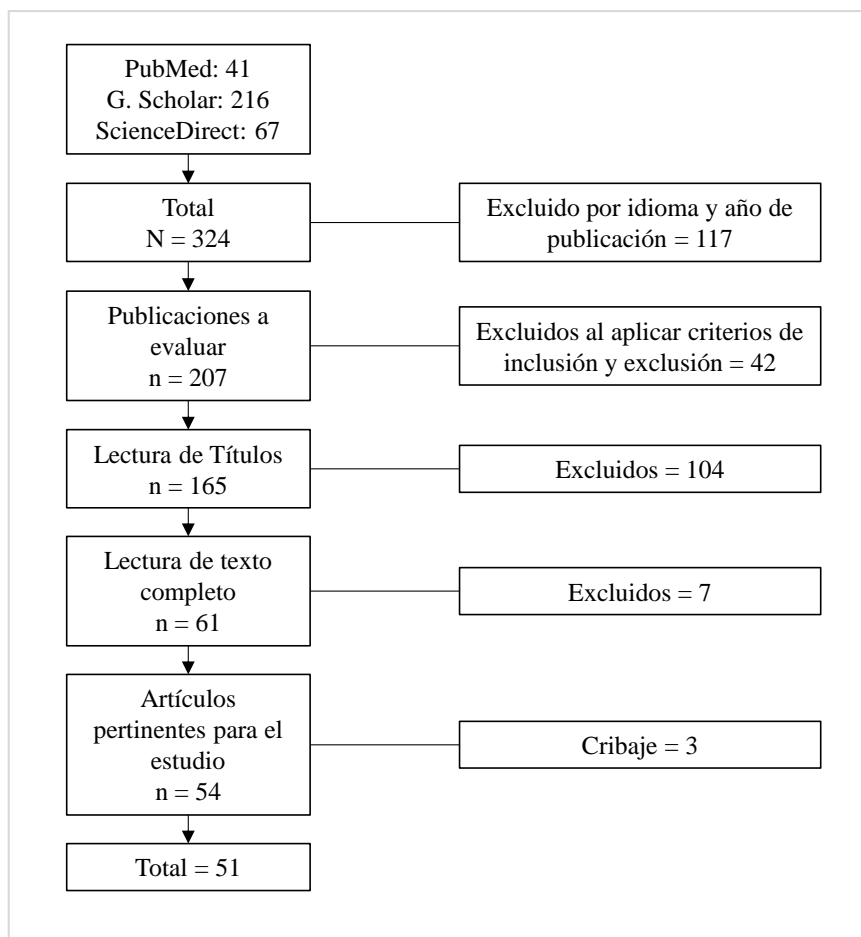 PubMed: 41
G. Scholar: 216
ScienceDirect: 67
Total
N = 324
Excluido por idioma y año de
publicación = 117
Publicaciones a
evaluar
n = 207
Excluidos al aplicar criterios de
inclusión y exclusión = 42
Lectura de Títulos
n = 165
Excluidos = 104
Lectura de texto
completo
n = 61
Excluidos = 7
Artículos
pertinentes para el
estudio
n = 54
Cribaje = 3
Total = 51